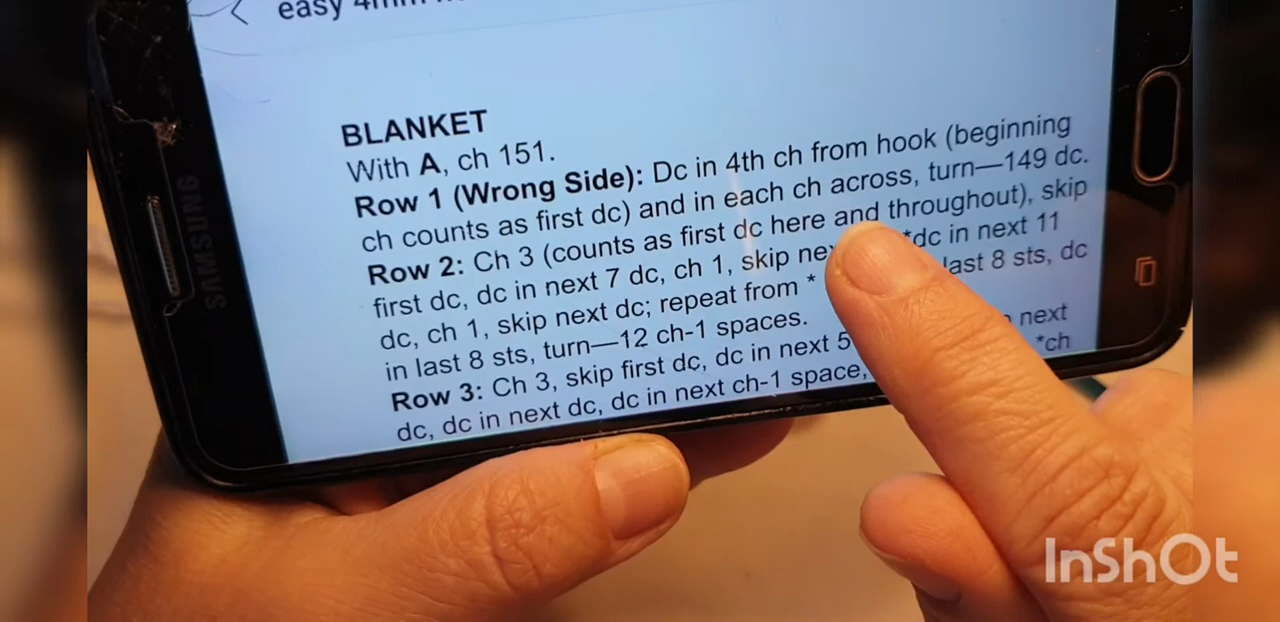 easy 4mm
BLANKET
With A, ch 151.
Row 1 (Wrong Side): Dc in 4th ch from hook (beginning
ch counts as first dc) and in each ch across, turn—149 dc.
Row 2: Ch 3 (counts as first dc here and throughout), skip
first dc, dc in next 7 dc, ch 1, skip *dc in next 11
dc, ch 1, skip next dc; repeat from * last 8 sts, dc
in last 8 sts, turn—12 ch-1 spaces.
Row 3: Ch 3, skip first dc, dc in next 5 next
dc, dc in next dc, dc in next ch-1 space, *ch
SAMSUNG
InShOt